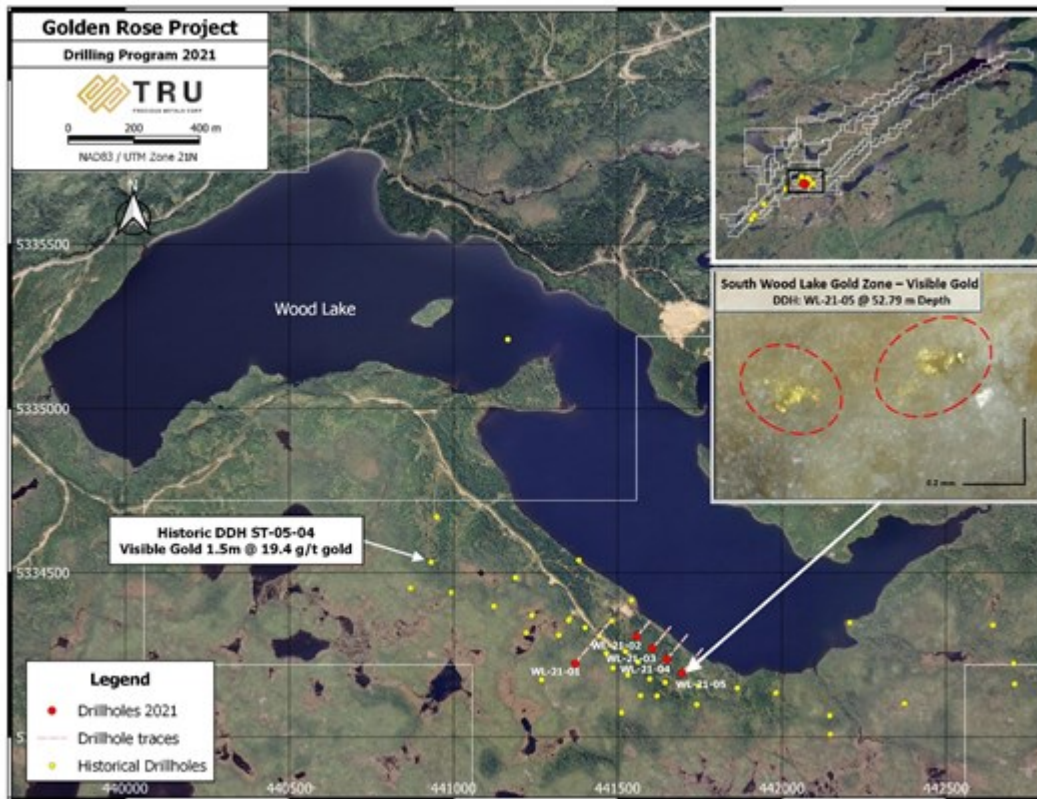 Golden Rose Project
Drilling Program 2021
TRU
PRECIOUS METALS CORP
0 200 400 m
NAD83 / UTM Zone 21N
N
5335500
Wood Lake
South Wood Lake Gold Zone – Visible Gold
DDH: WL-21-05 @ 52.79 m Depth
0.2 mm
5335000
Historic DDH ST-05-04
Visible Gold 1.5m @ 19.4 g/t gold
5334500
WL-21-02
WL-21-03
WL-21-01
WL-21-04
WL-21-05
Legend
Drillholes 2021
Drillhole traces
Historical Drillholes
440000
440500
441000
441500
442000
442500